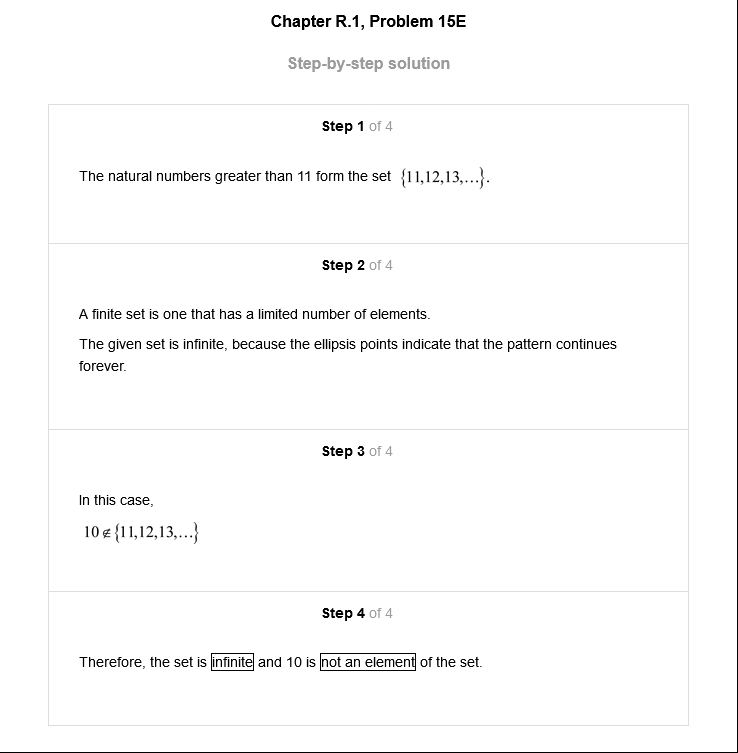 Chapter R.1, Problem 15E
Step-by-step solution
Step 1 of 4
The natural numbers greater than 11 form the set {11,12,13,…}.
Step 2 of 4
A finite set is one that has a limited number of elements.
The given set is infinite, because the ellipsis points indicate that the pattern continues
forever.
Step 3 of 4
In this case,
10 ∉ {11,12,13,…}
Step 4 of 4
Therefore, the set is infinite and 10 is not an element of the set.